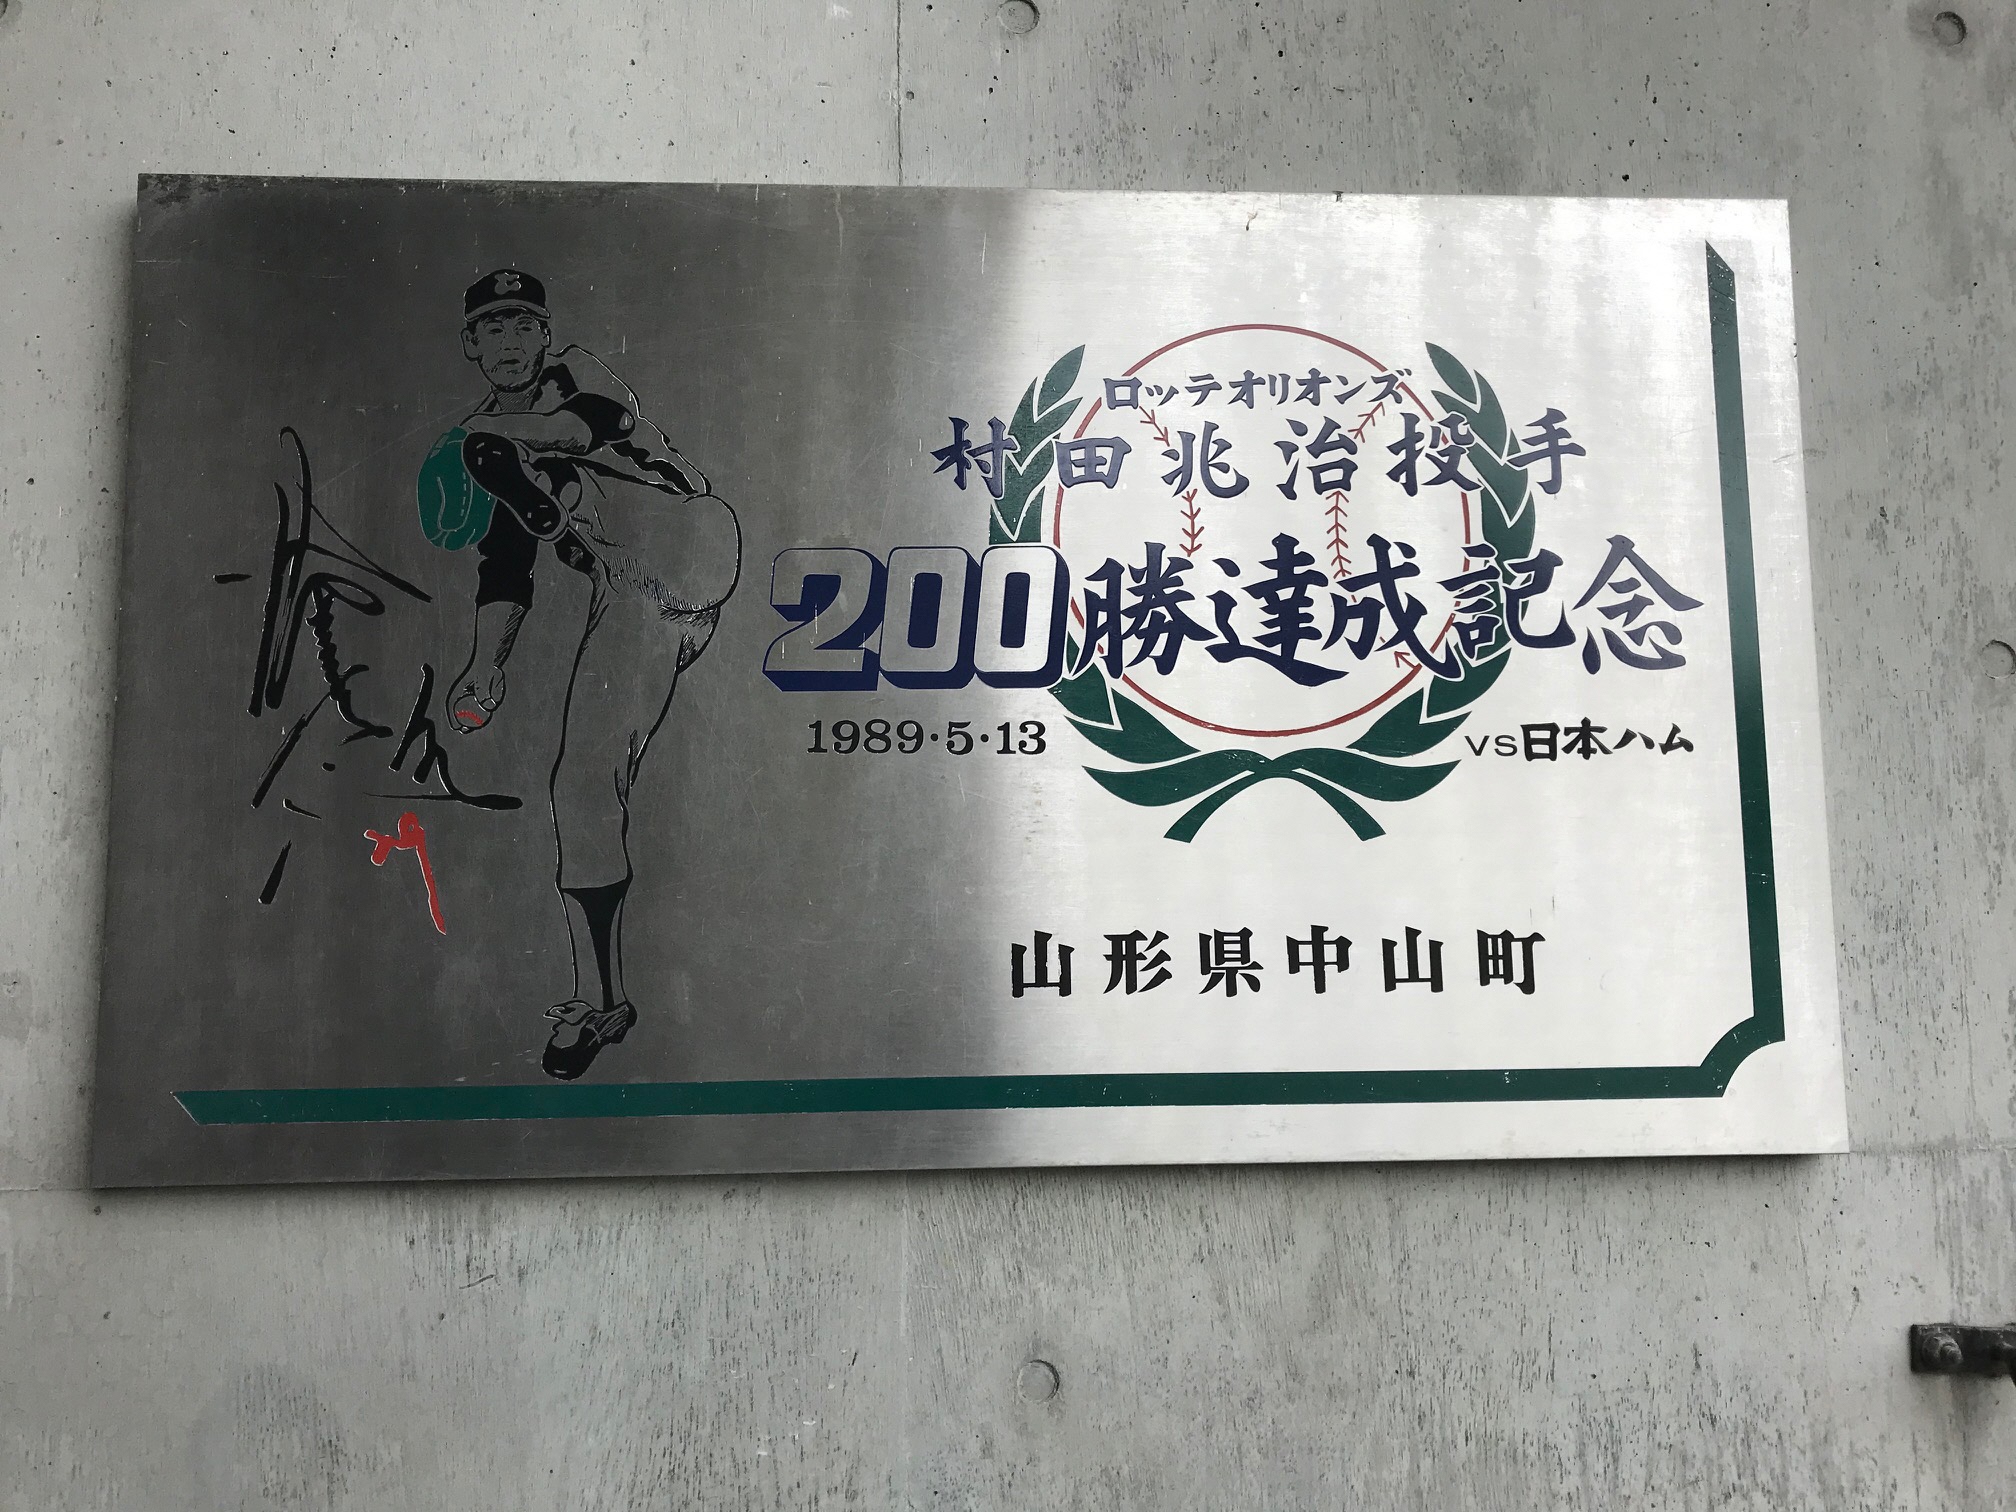 ロッテオリオンズ
村田兆治投手
200勝達成記念
1989・5・13 vs日本ハム
山形県中山町